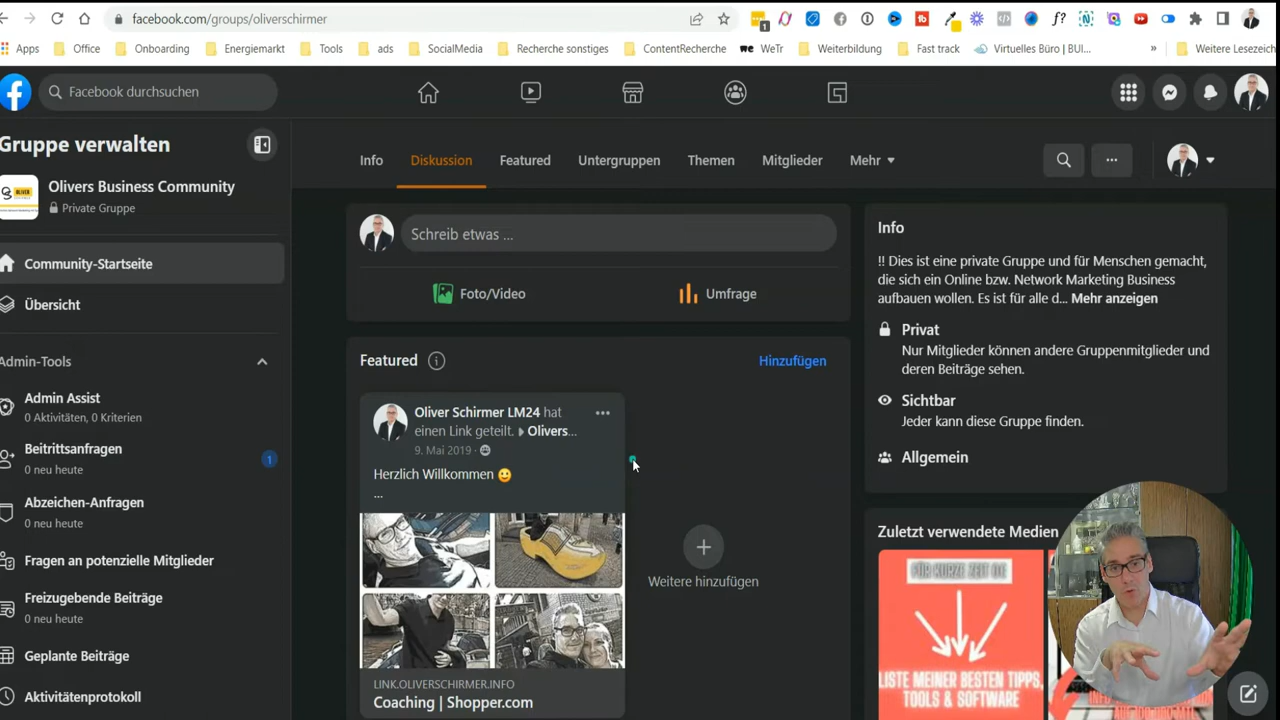 facebook.com/groups/oliverschirmer
Apps Office Onboarding Energiemarkt Tools ads SocialMedia Recherche sonstiges ContentRecherche WeTr Weiterbildung Fast track Virtuelles Büro | BUI... » Weitere Lesezeich
Facebook durchsuchen
Gruppe verwalten
Olivers Business Community
Private Gruppe
Community-Startseite
Übersicht
Admin-Tools
Admin Assist
0 Aktivitäten, 0 Kriterien
Beitrittsanfragen
0 neu heute
1
Abzeichen-Anfragen
0 neu heute
Fragen an potenzielle Mitglieder
Freizugebende Beiträge
0 neu heute
Geplante Beiträge
Aktivitätenprotokoll
Info Diskussion Featured Untergruppen Themen Mitglieder Mehr
Schreib etwas ...
Foto/Video Umfrage
Featured Hinzufügen
Oliver Schirmer LM24 hat
einen Link geteilt. Olivers...
9. Mai 2019
Herzlich Willkommen 🙂
...
LINK.OLIVERSCHIRMER.INFO
Coaching | Shopper.com
Weitere hinzufügen
Info
!! Dies ist eine private Gruppe und für Menschen gemacht,
die sich ein Online bzw. Network Marketing Business
aufbauen wollen. Es ist für alle d... Mehr anzeigen
Privat
Nur Mitglieder können andere Gruppenmitglieder und
deren Beiträge sehen.
Sichtbar
Jeder kann diese Gruppe finden.
Allgemein
Zuletzt verwendete Medien
FÜR KURZE ZEIT DIE
LISTE MEINER BESTEN TIPPS,
TOOLS & SOFTWARE